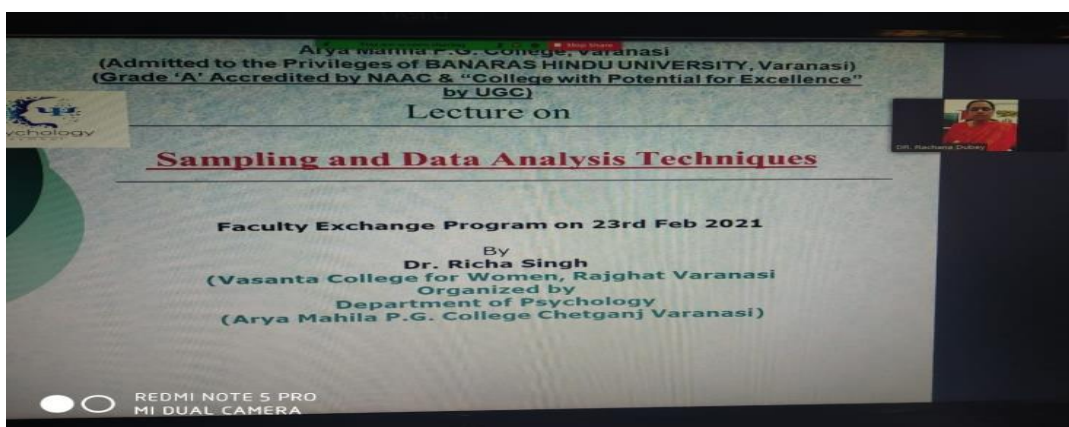 Arya Mahila P.G. College, Varanasi
Stop Share
(Admitted to the Privileges of BANARAS HINDU UNIVERSITY, Varanasi)
(Grade ‘A’ Accredited by NAAC & “College with Potential for Excellence”
by UGC)
Lecture on
ychology
DR. Rachana Dubey
Sampling and Data Analysis Techniques
Faculty Exchange Program on 23rd Feb 2021
By
Dr. Richa Singh
(Vasanta College for Women, Rajghat Varanasi
Organized by
Department of Psychology
(Arya Mahila P.G. College Chetganj Varanasi)
REDMI NOTE 5 PRO
MI DUAL CAMERA